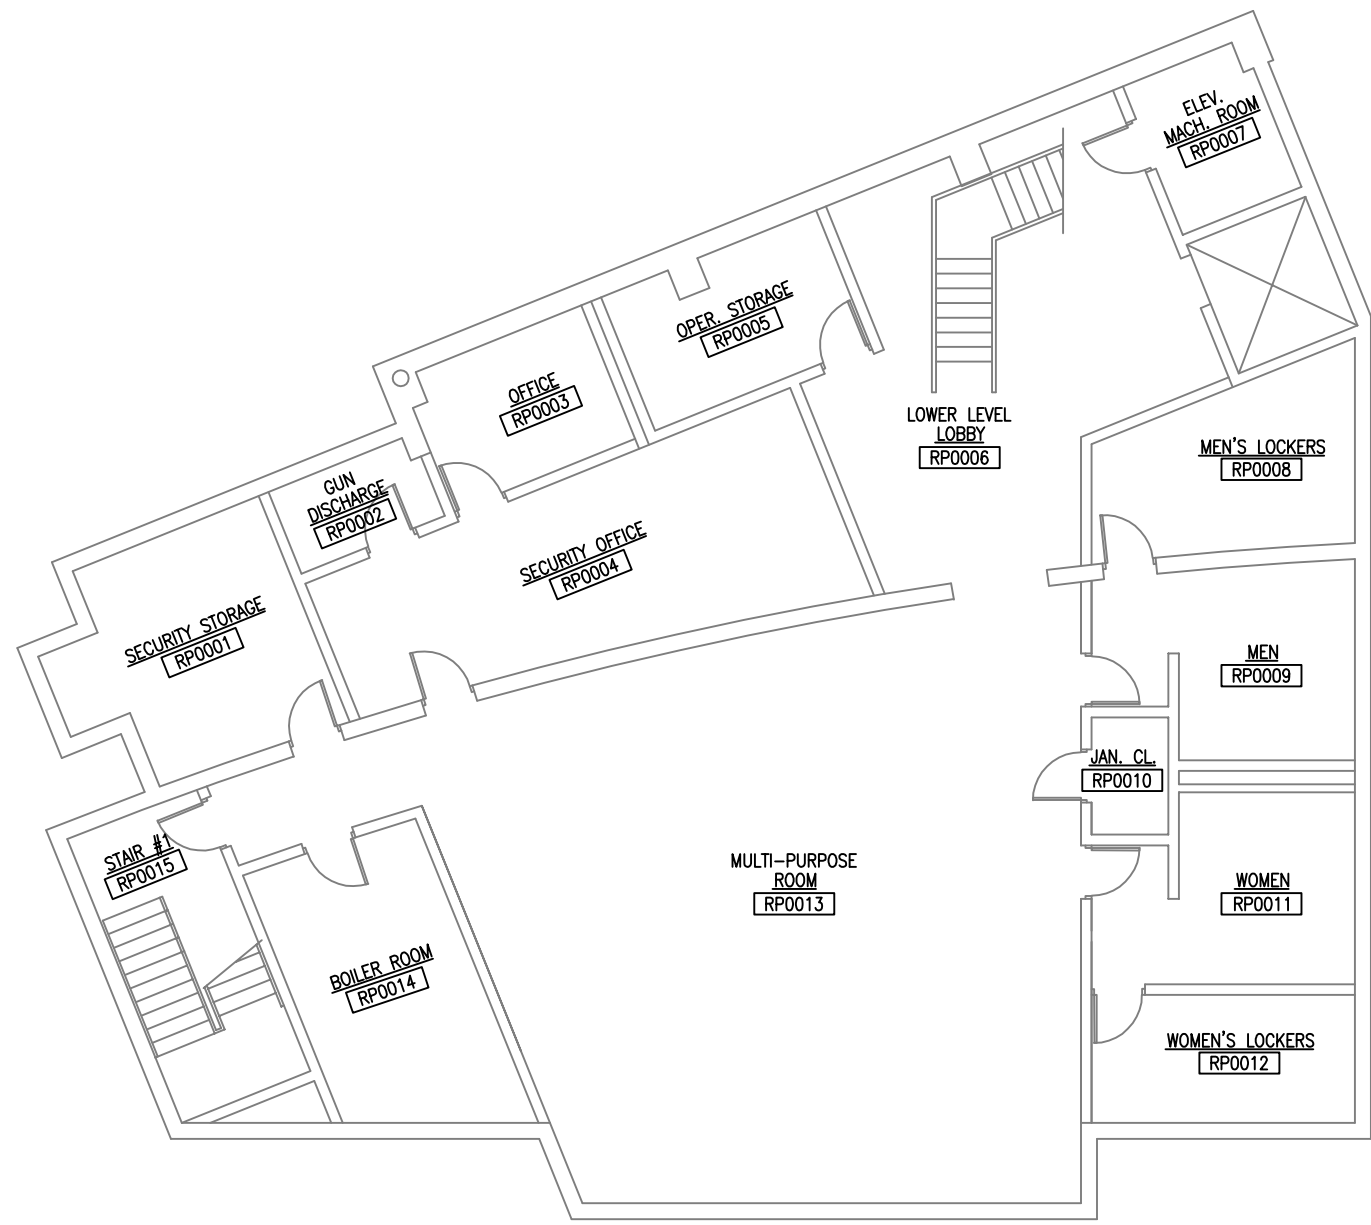 ELEV.
MACH. ROOM
RP0007
OPER. STORAGE
RP0005
OFFICE
RP0003
LOWER LEVEL
LOBBY
RP0006
MEN'S LOCKERS
RP0008
GUN
DISCHARGE
RP0002
SECURITY OFFICE
RP0004
SECURITY STORAGE
RP0001
MEN
RP0009
JAN. CL.
RP0010
STAIR #1
RP0015
MULTI-PURPOSE
ROOM
RP0013
WOMEN
RP0011
BOILER ROOM
RP0014
WOMEN'S LOCKERS
RP0012